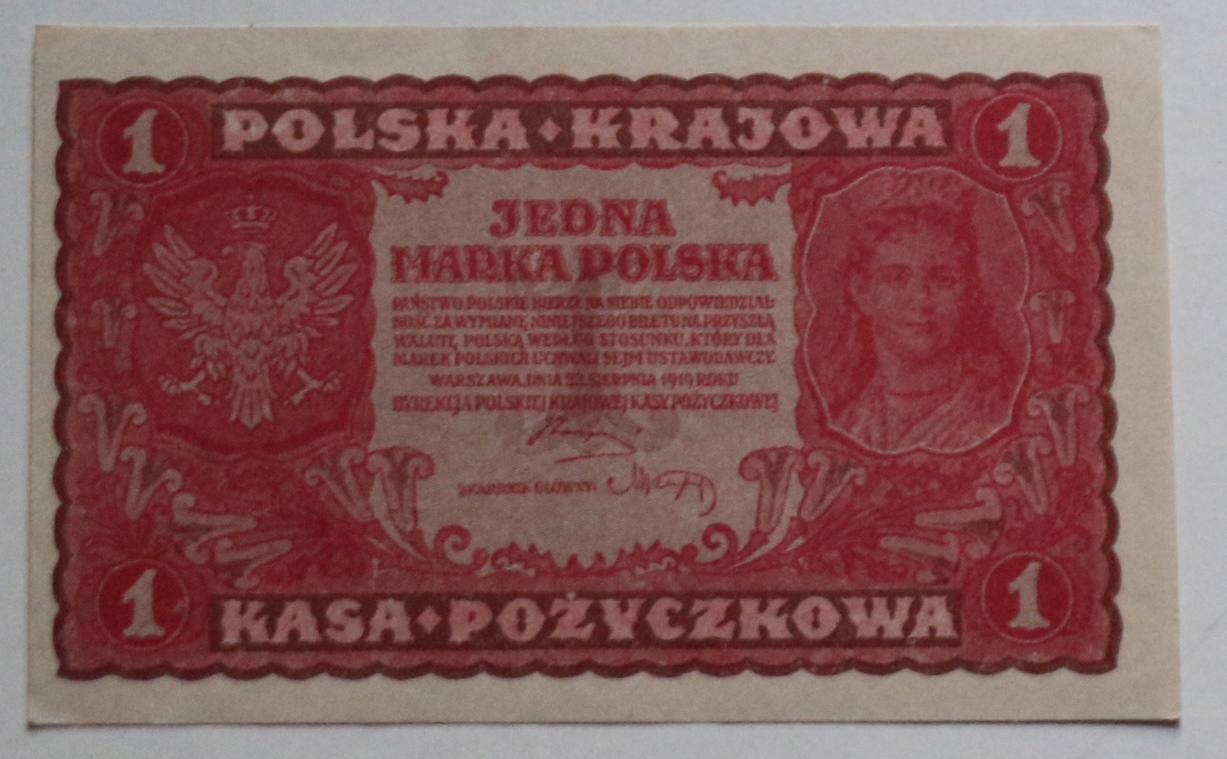 1 POLSKA • KRAJOWA 1
JEDNA
MARKA POLSKA
PAŃSTWO POLSKIE BIERZE NA SIEBIE ODPOWIEDZIAL-
NOŚĆ ZA WYMIANĘ NINIEJSZEGO BILETU NA PRZYSZŁĄ
WALUTĘ POLSKĄ WEDŁUG STOSUNKU, KTÓRY DLA
MAREK POLSKICH UCHWALI SEJM USTAWODAWCZY.
WARSZAWA, DNIA 23 SIERPNIA 1919 ROKU
DYREKCJA POLSKIEJ KRAJOWEJ KASY POŻYCZKOWEJ
SKARBNIK GŁÓWNY:
1 KASA • POŻYCZKOWA 1